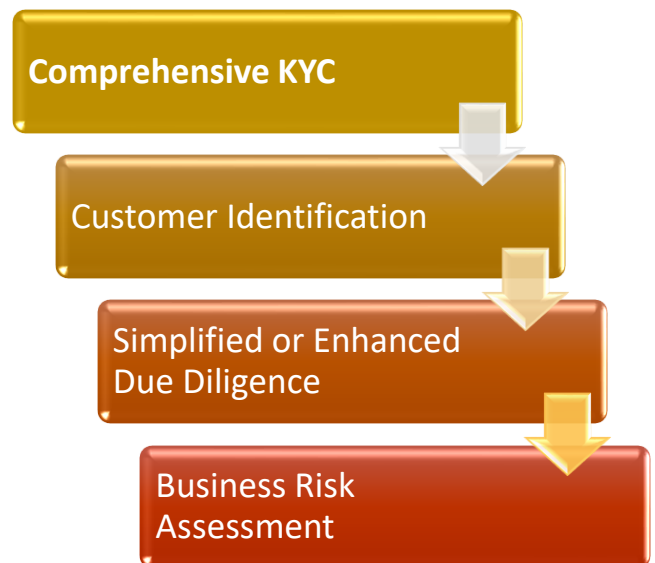 Comprehensive KYC
Customer Identification
Simplified or Enhanced
Due Diligence
Business Risk
Assessment